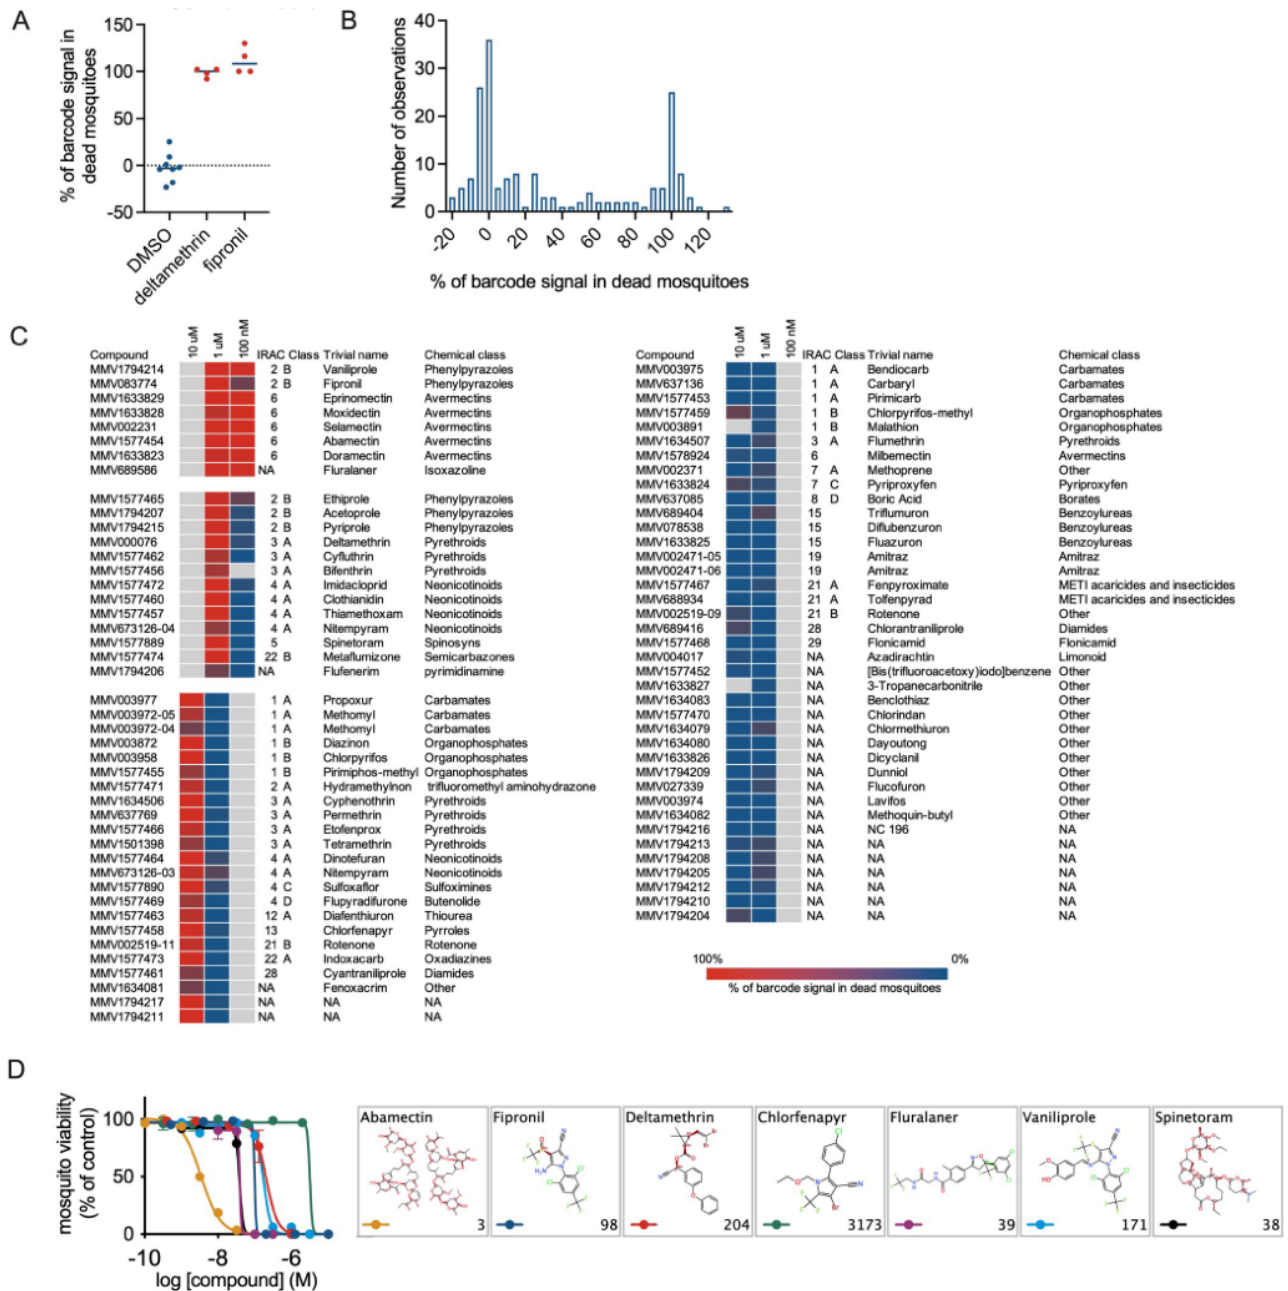 A
% of barcode signal in
dead mosquitoes
150
100
50
0
-50
DMSO
deltamethrin
fipronil
B
Number of observations
40
30
20
10
0
-20
0
20
40
60
80
100
120
% of barcode signal in dead mosquitoes
C
Compound 10 uM 1 uM 100 nM IRAC Class Trivial name Chemical class
MMV1794214 2 B Vaniliprole Phenylpyrazoles
MMV083774 2 B Fipronil Phenylpyrazoles
MMV1633829 6 Eprinomectin Avermectins
MMV1633828 6 Moxidectin Avermectins
MMV002231 6 Selamectin Avermectins
MMV1577454 6 Abamectin Avermectins
MMV1633823 6 Doramectin Avermectins
MMV689586 NA Fluralaner Isoxazoline
MMV1577465 2 B Ethiprole Phenylpyrazoles
MMV1794207 2 B Acetoprole Phenylpyrazoles
MMV1794215 2 B Pyriprole Phenylpyrazoles
MMV000076 3 A Deltamethrin Pyrethroids
MMV1577462 3 A Cyfluthrin Pyrethroids
MMV1577456 3 A Bifenthrin Pyrethroids
MMV1577472 4 A Imidacloprid Neonicotinoids
MMV1577460 4 A Clothianidin Neonicotinoids
MMV1577457 4 A Thiamethoxam Neonicotinoids
MMV673126-04 4 A Nitempyram Neonicotinoids
MMV1577889 5 Spinetoram Spinosyns
MMV1577474 22 B Metaflumizone Semicarbazones
MMV1794206 NA Flufenerim pyrimidinamine
MMV003977 1 A Propoxur Carbamates
MMV003972-05 1 A Methomyl Carbamates
MMV003972-04 1 A Methomyl Carbamates
MMV003872 1 B Diazinon Organophosphates
MMV003958 1 B Chlorpyrifos Organophosphates
MMV1577455 1 B Pirimiphos-methyl Organophosphates
MMV1577471 2 A Hydramethylnon trifluoromethyl aminohydrazone
MMV1634506 3 A Cyphenothrin Pyrethroids
MMV637769 3 A Permethrin Pyrethroids
MMV1577466 3 A Etofenprox Pyrethroids
MMV1501398 3 A Tetramethrin Pyrethroids
MMV1577464 4 A Dinotefuran Neonicotinoids
MMV673126-03 4 A Nitempyram Neonicotinoids
MMV1577890 4 C Sulfoxaflor Sulfoximines
MMV1577469 4 D Flupyradifurone Butenolide
MMV1577463 12 A Diafenthiuron Thiourea
MMV1577458 13 Chlorfenapyr Pyrroles
MMV002519-11 21 B Rotenone Rotenone
MMV1577473 22 A Indoxacarb Oxadiazines
MMV1577461 28 Cyantraniliprole Diamides
MMV1634081 NA Fenoxacrim Other
MMV1794217 NA NA NA
MMV1794211 NA NA NA
Compound 10 uM 1 uM 100 nM IRAC Class Trivial name Chemical class
MMV003975 1 A Bendiocarb Carbamates
MMV637136 1 A Carbaryl Carbamates
MMV1577453 1 A Pirimicarb Carbamates
MMV1577459 1 B Chlorpyrifos-methyl Organophosphates
MMV003891 1 B Malathion Organophosphates
MMV1634507 3 A Flumethrin Pyrethroids
MMV1578924 6 Milbemectin Avermectins
MMV002371 7 A Methoprene Other
MMV1633824 7 C Pyriproxyfen Pyriproxyfen
MMV637085 8 D Boric Acid Borates
MMV689404 15 Triflumuron Benzoylureas
MMV078538 15 Diflubenzuron Benzoylureas
MMV1633825 15 Fluazuron Benzoylureas
MMV002471-05 19 Amitraz Amitraz
MMV002471-06 19 Amitraz Amitraz
MMV1577467 21 A Fenpyroximate METI acaricides and insecticides
MMV688934 21 A Tolfenpyrad METI acaricides and insecticides
MMV002519-09 21 B Rotenone Other
MMV689416 28 Chlorantraniliprole Diamides
MMV1577468 29 Flonicamid Flonicamid
MMV004017 NA Azadirachtin Limonoid
MMV1577452 NA [Bis(trifluoroacetoxy)iodo]benzene Other
MMV1633827 NA 3-Tropanecarbonitrile Other
MMV1634083 NA Benclothiaz Other
MMV1577470 NA Chlorindan Other
MMV1634079 NA Chlormethiuron Other
MMV1634080 NA Dayoutong Other
MMV1633826 NA Dicyclanil Other
MMV1794209 NA Dunniol Other
MMV027339 NA Flucofuron Other
MMV003974 NA Lavifos Other
MMV1634082 NA Methoquin-butyl Other
MMV1794216 NA NC 196 NA
MMV1794213 NA NA NA
MMV1794208 NA NA NA
MMV1794205 NA NA NA
MMV1794212 NA NA NA
MMV1794210 NA NA NA
MMV1794204 NA NA NA
100% 0%
% of barcode signal in dead mosquitoes
D
mosquito viability
(% of control)
100
50
0
-10 -8 -6
log [compound] (M)
Abamectin Fipronil Deltamethrin Chlorfenapyr Fluralaner Vaniliprole Spinetoram
3 98 204 3173 39 171 38